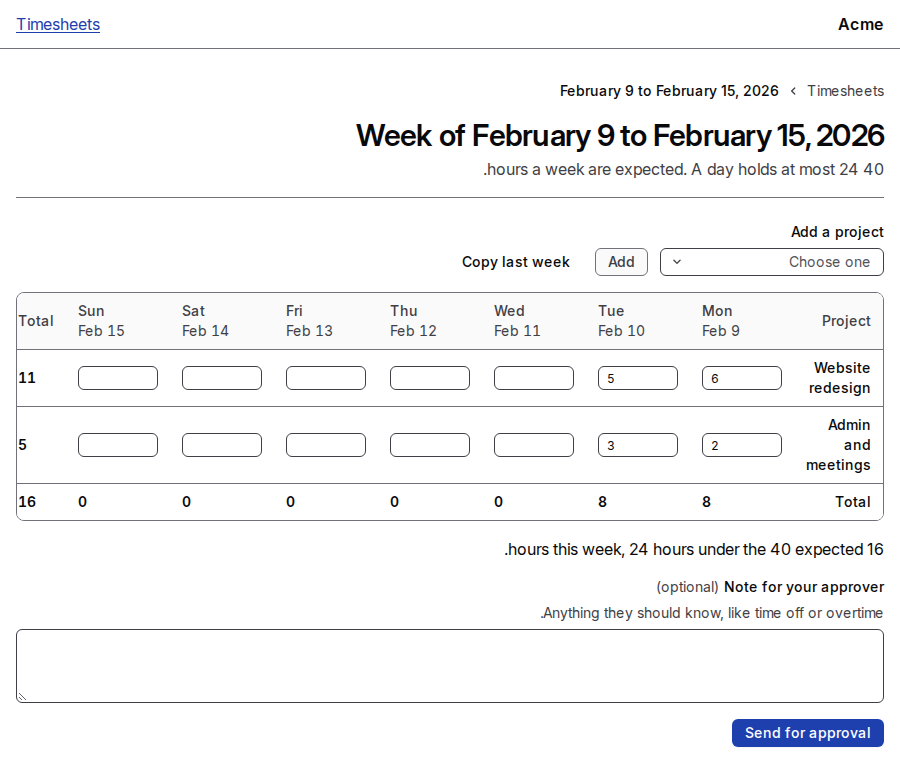 Timesheets Acme
February 9 to February 15, 2026 Timesheets
Week of February 9 to February 15, 2026
.hours a week are expected. A day holds at most 24 40
Add a project
Copy last week Add Choose one
Total Sun Sat Fri Thu Wed Tue Mon Project
Feb 15 Feb 14 Feb 13 Feb 12 Feb 11 Feb 10 Feb 9
11 5 6 Website
redesign
5 3 2 Admin
and
meetings
16 0 0 0 0 0 8 8 Total
.hours this week, 24 hours under the 40 expected 16
(optional) Note for your approver
.Anything they should know, like time off or overtime
Send for approval